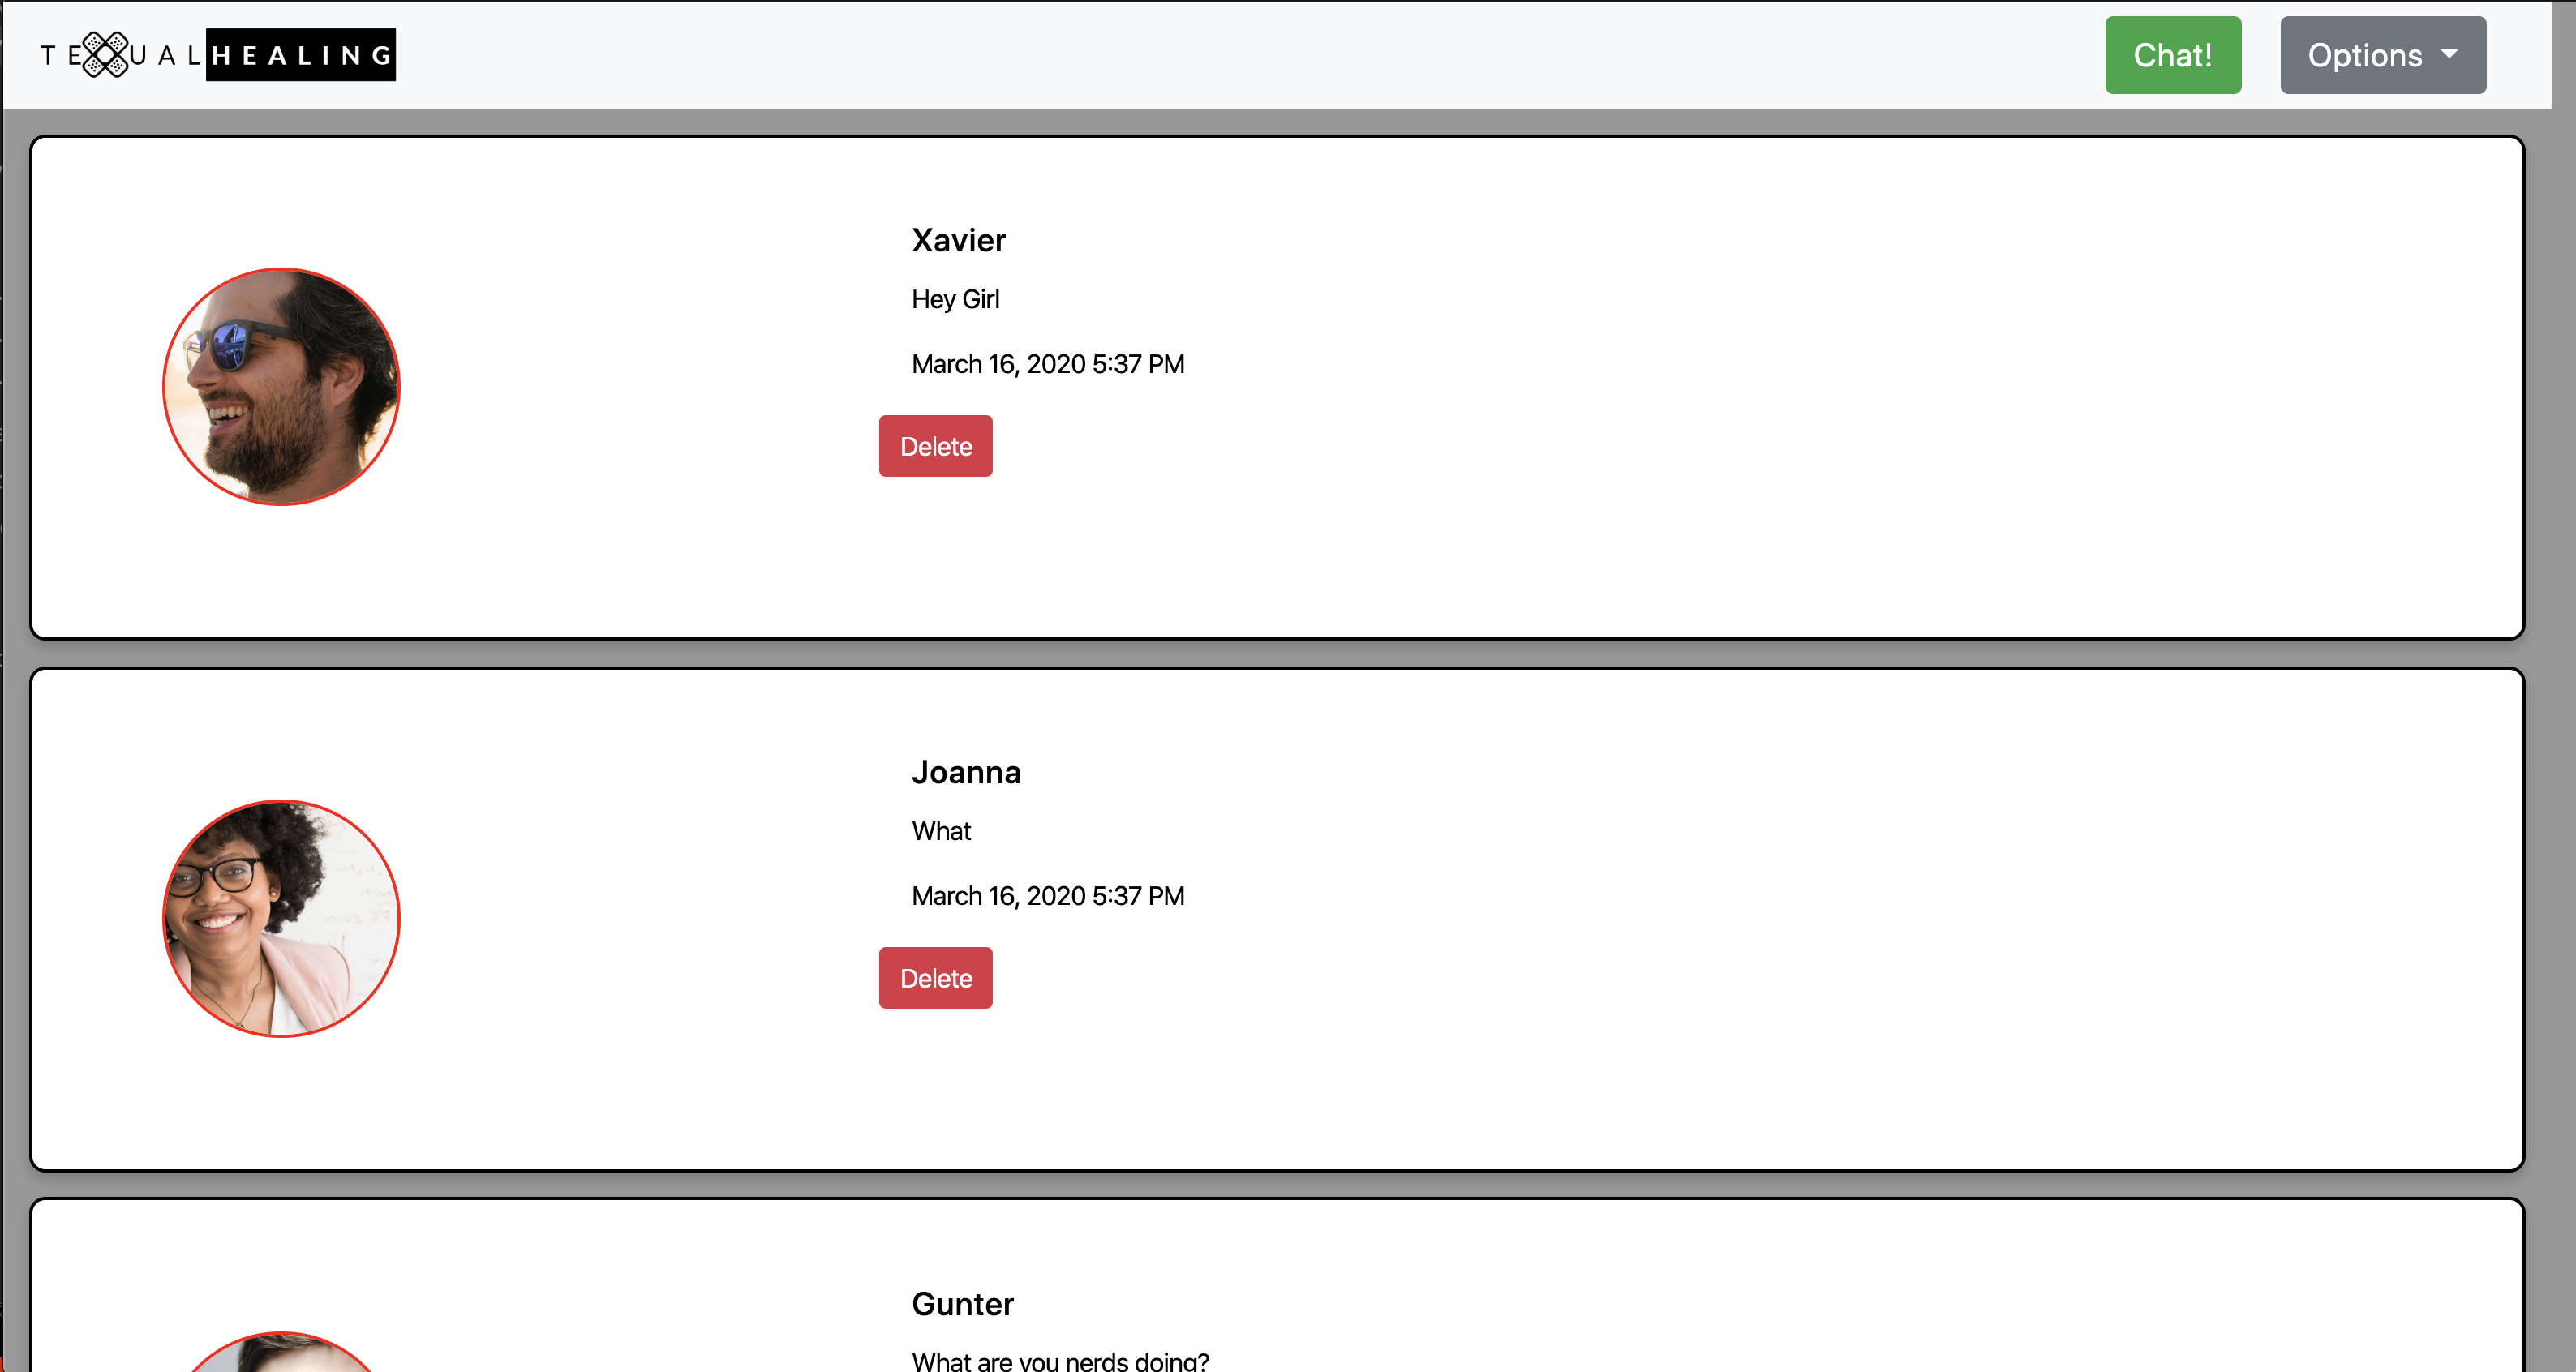 TEXUALHEALING
Chat!
Options
Xavier
Hey Girl
March 16, 2020 5:37 PM
Delete
Joanna
What
March 16, 2020 5:37 PM
Delete
Gunter
What are you nerds doing?